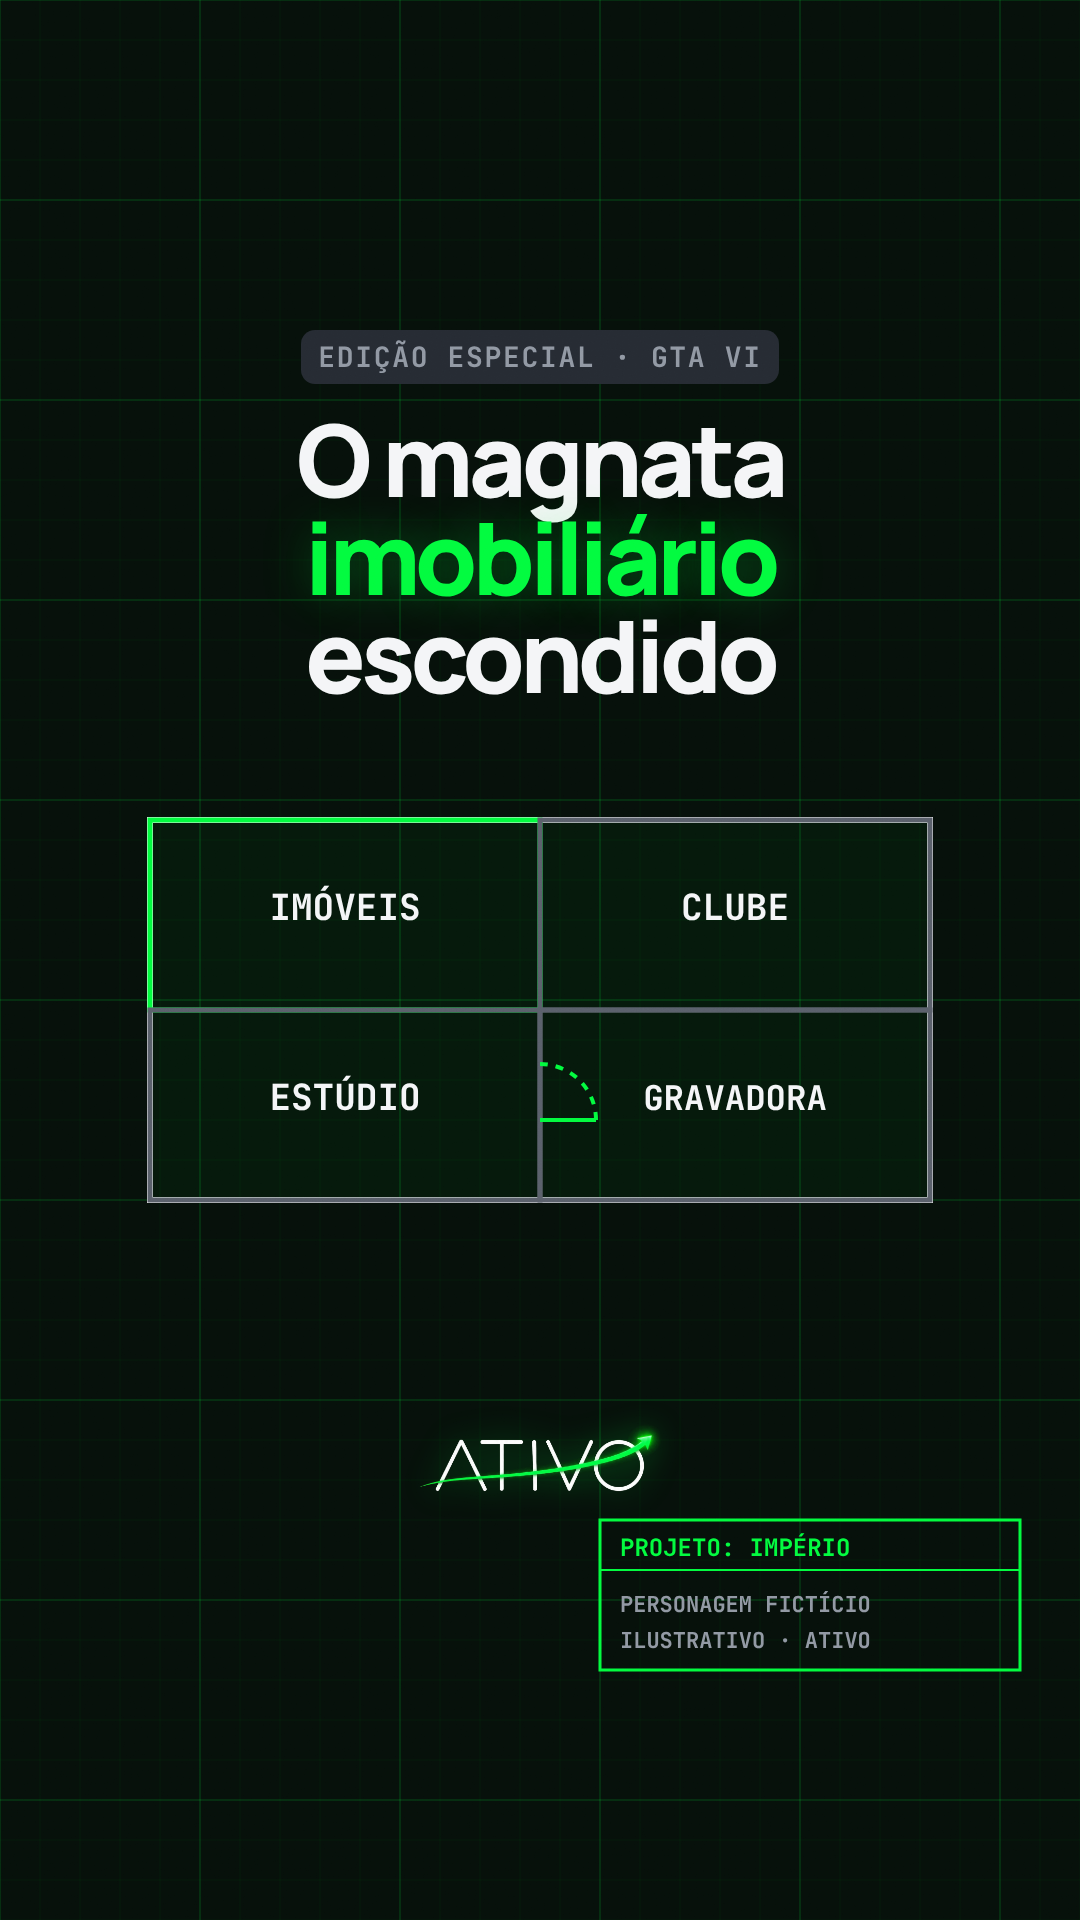 EDIÇÃO ESPECIAL · GTA VI
O magnata
imobiliário
escondido
IMÓVEIS
CLUBE
ESTÚDIO
GRAVADORA
ATIVO
PROJETO: IMPÉRIO
PERSONAGEM FICTÍCIO
ILUSTRATIVO · ATIVO